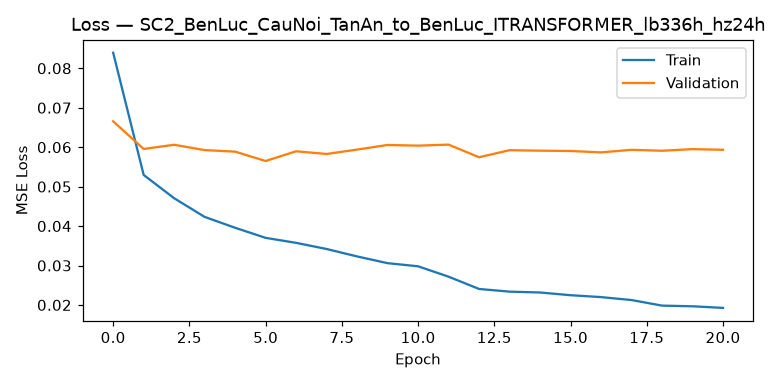 Loss — SC2_BenLuc_CauNoi_TanAn_to_BenLuc_ITRANSFORMER_lb336h_hz24h
Train
Validation
MSE Loss
0.08
0.07
0.06
0.05
0.04
0.03
0.02
0.0 2.5 5.0 7.5 10.0 12.5 15.0 17.5 20.0
Epoch